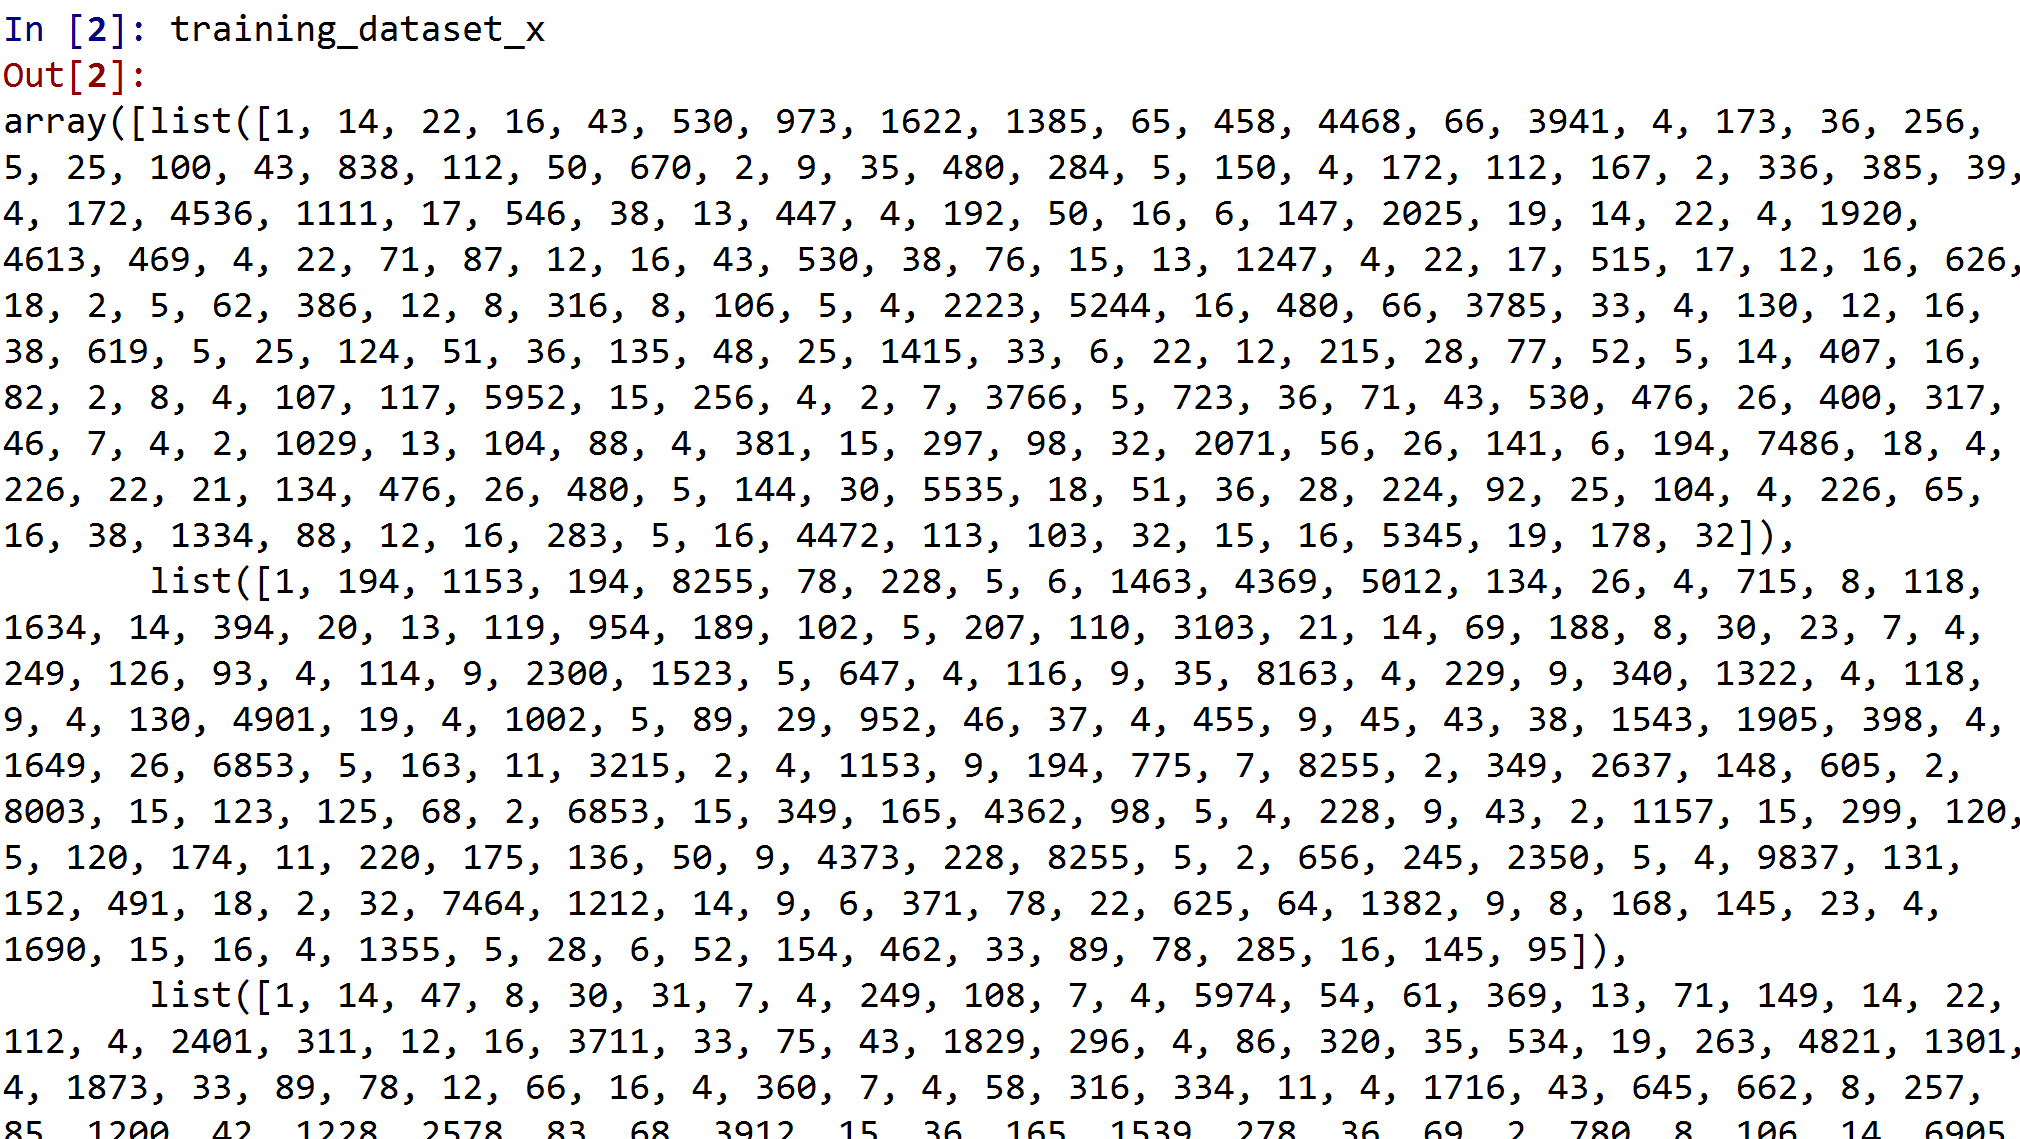 In [2]: training_dataset_x
Out[2]:
array([list([1, 14, 22, 16, 43, 530, 973, 1622, 1385, 65, 458, 4468, 66, 3941, 4, 173, 36, 256,
5, 25, 100, 43, 838, 112, 50, 670, 2, 9, 35, 480, 284, 5, 150, 4, 172, 112, 167, 2, 336, 385, 39,
4, 172, 4536, 1111, 17, 546, 38, 13, 447, 4, 192, 50, 16, 6, 147, 2025, 19, 14, 22, 4, 1920,
4613, 469, 4, 22, 71, 87, 12, 16, 43, 530, 38, 76, 15, 13, 1247, 4, 22, 17, 515, 17, 12, 16, 626,
18, 2, 5, 62, 386, 12, 8, 316, 8, 106, 5, 4, 2223, 5244, 16, 480, 66, 3785, 33, 4, 130, 12, 16,
38, 619, 5, 25, 124, 51, 36, 135, 48, 25, 1415, 33, 6, 22, 12, 215, 28, 77, 52, 5, 14, 407, 16,
82, 2, 8, 4, 107, 117, 5952, 15, 256, 4, 2, 7, 3766, 5, 723, 36, 71, 43, 530, 476, 26, 400, 317,
46, 7, 4, 2, 1029, 13, 104, 88, 4, 381, 15, 297, 98, 32, 2071, 56, 26, 141, 6, 194, 7486, 18, 4,
226, 22, 21, 134, 476, 26, 480, 5, 144, 30, 5535, 18, 51, 36, 28, 224, 92, 25, 104, 4, 226, 65,
16, 38, 1334, 88, 12, 16, 283, 5, 16, 4472, 113, 103, 32, 15, 16, 5345, 19, 178, 32]),
list([1, 194, 1153, 194, 8255, 78, 228, 5, 6, 1463, 4369, 5012, 134, 26, 4, 715, 8, 118,
1634, 14, 394, 20, 13, 119, 954, 189, 102, 5, 207, 110, 3103, 21, 14, 69, 188, 8, 30, 23, 7, 4,
249, 126, 93, 4, 114, 9, 2300, 1523, 5, 647, 4, 116, 9, 35, 8163, 4, 229, 9, 340, 1322, 4, 118,
9, 4, 130, 4901, 19, 4, 1002, 5, 89, 29, 952, 46, 37, 4, 455, 9, 45, 43, 38, 1543, 1905, 398, 4,
1649, 26, 6853, 5, 163, 11, 3215, 2, 4, 1153, 9, 194, 775, 7, 8255, 2, 349, 2637, 148, 605, 2,
8003, 15, 123, 125, 68, 2, 6853, 15, 349, 165, 4362, 98, 5, 4, 228, 9, 43, 2, 1157, 15, 299, 120,
5, 120, 174, 11, 220, 175, 136, 50, 9, 4373, 228, 8255, 5, 2, 656, 245, 2350, 5, 4, 9837, 131,
152, 491, 18, 2, 32, 7464, 1212, 14, 9, 6, 371, 78, 22, 625, 64, 1382, 9, 8, 168, 145, 23, 4,
1690, 15, 16, 4, 1355, 5, 28, 6, 52, 154, 462, 33, 89, 78, 285, 16, 145, 95]),
list([1, 14, 47, 8, 30, 31, 7, 4, 249, 108, 7, 4, 5974, 54, 61, 369, 13, 71, 149, 14, 22,
112, 4, 2401, 311, 12, 16, 3711, 33, 75, 43, 1829, 296, 4, 86, 320, 35, 534, 19, 263, 4821, 1301,
4, 1873, 33, 89, 78, 12, 66, 16, 4, 360, 7, 4, 58, 316, 334, 11, 4, 1716, 43, 645, 662, 8, 257,
85, 1200, 42, 1228, 2578, 83, 68, 3912, 15, 36, 165, 1539, 278, 36, 69, 2, 780, 8, 106, 14, 6905